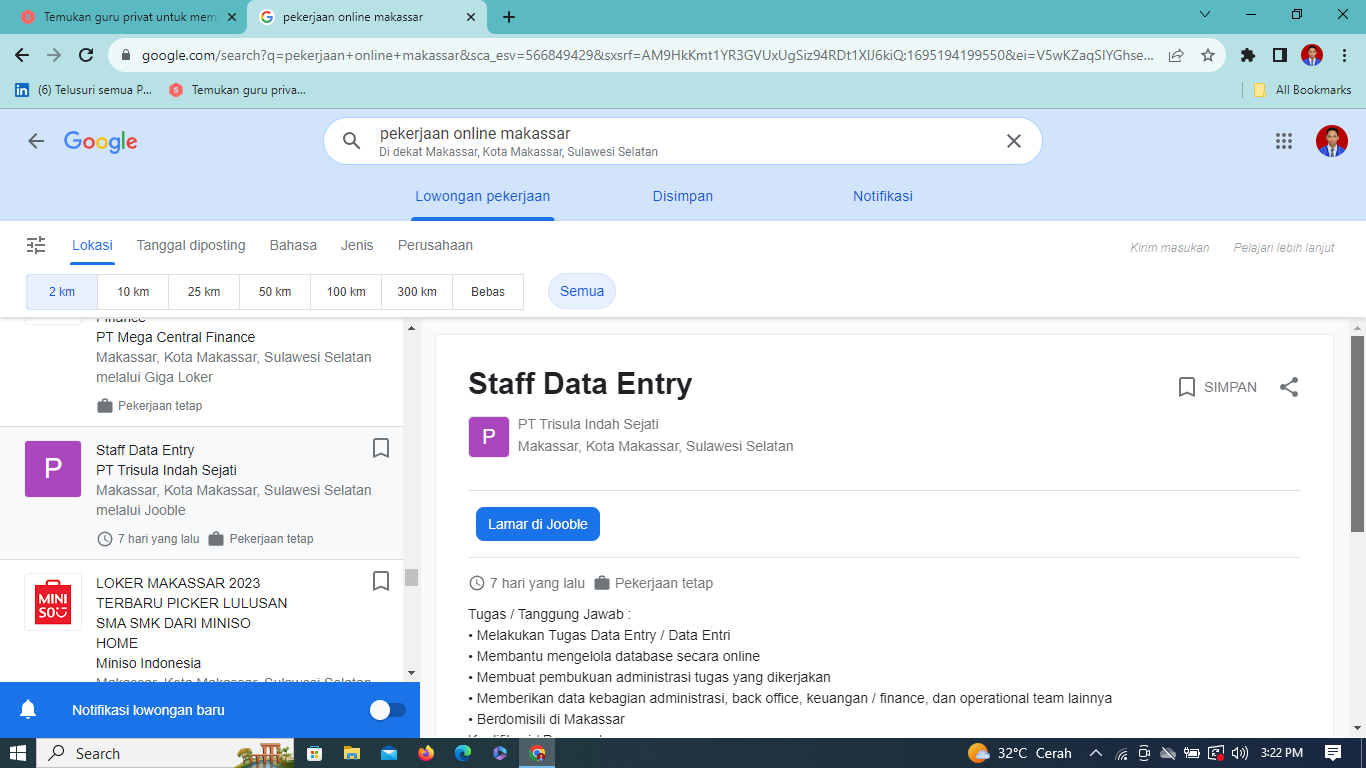 Temukan guru privat untuk mem
pekerjaan online makassar
google.com/search?q=pekerjaan+online+makassar&sca_esv=566849429&sxsrf=AM9HkKmt1YR3GVUxUgSiz94RDt1XlJ6kiQ:1695194199550&ei=V5wKZaqSIYGhse...
(6) Telusuri semua P...
Temukan guru priva...
All Bookmarks
Google
pekerjaan online makassar
Di dekat Makassar, Kota Makassar, Sulawesi Selatan
Lowongan pekerjaan
Disimpan
Notifikasi
Lokasi
Tanggal diposting
Bahasa
Jenis
Perusahaan
Kirim masukan
Pelajari lebih lanjut
2 km
10 km
25 km
50 km
100 km
300 km
Bebas
Semua
Finance
PT Mega Central Finance
Makassar, Kota Makassar, Sulawesi Selatan
melalui Giga Loker
Pekerjaan tetap
P
Staff Data Entry
PT Trisula Indah Sejati
Makassar, Kota Makassar, Sulawesi Selatan
melalui Jooble
7 hari yang lalu
Pekerjaan tetap
MINI
SO
LOKER MAKASSAR 2023
TERBARU PICKER LULUSAN
SMA SMK DARI MINISO
HOME
Miniso Indonesia
Makassar, Kota Makassar, Sulawesi Selatan
Notifikasi lowongan baru
Staff Data Entry
SIMPAN
P
PT Trisula Indah Sejati
Makassar, Kota Makassar, Sulawesi Selatan
Lamar di Jooble
7 hari yang lalu
Pekerjaan tetap
Tugas / Tanggung Jawab :
• Melakukan Tugas Data Entry / Data Entri
• Membantu mengelola database secara online
• Membuat pembukuan administrasi tugas yang dikerjakan
• Memberikan data kebagian administrasi, back office, keuangan / finance, dan operational team lainnya
• Berdomisili di Makassar
Search
32°C Cerah
3:22 PM